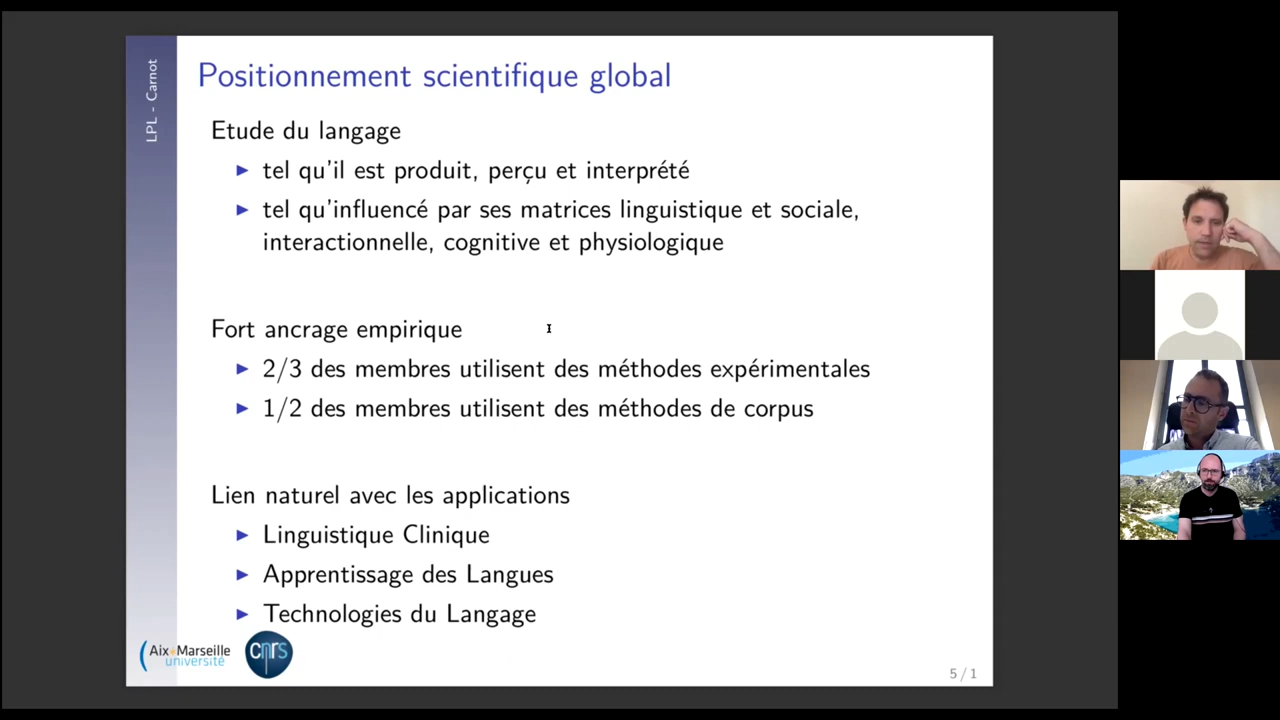 LPL - Carnot
Positionnement scientifique global
Etude du langage
tel qu'il est produit, perçu et interprété
tel qu'influencé par ses matrices linguistique et sociale,
interactionnelle, cognitive et physiologique
Fort ancrage empirique
2/3 des membres utilisent des méthodes expérimentales
1/2 des membres utilisent des méthodes de corpus
Lien naturel avec les applications
Linguistique Clinique
Apprentissage des Langues
Technologies du Langage
Aix Marseille
université
cnrs
5 / 1